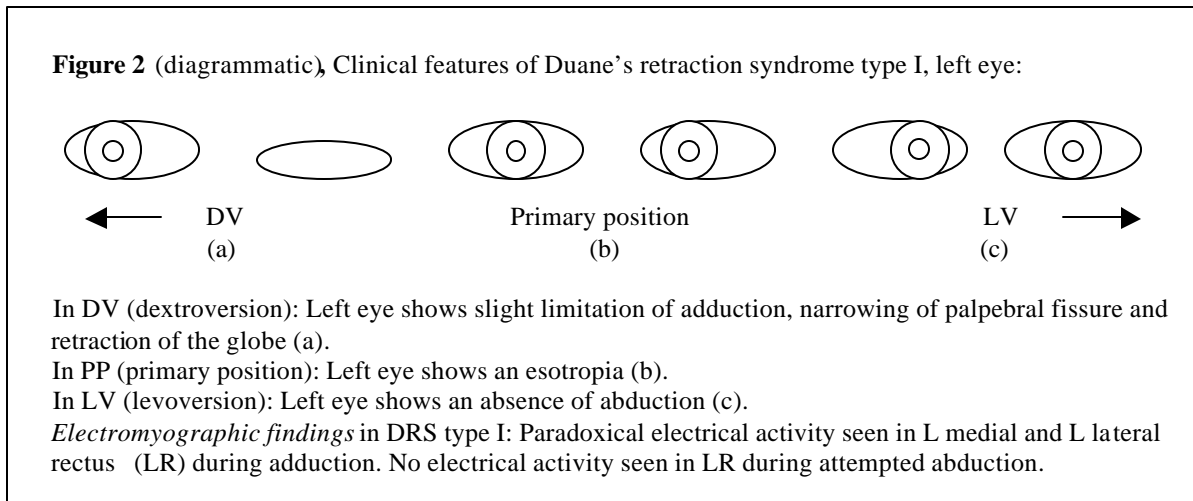 Figure 2 (diagrammatic), Clinical features of Duane's retraction syndrome type I, left eye:
DV Primary position LV
(a) (b) (c)
In DV (dextroversion): Left eye shows slight limitation of adduction, narrowing of palpebral fissure and
retraction of the globe (a).
In PP (primary position): Left eye shows an esotropia (b).
In LV (levoversion): Left eye shows an absence of abduction (c).
Electromyographic findings in DRS type I: Paradoxical electrical activity seen in L medial and L lateral
rectus (LR) during adduction. No electrical activity seen in LR during attempted abduction.